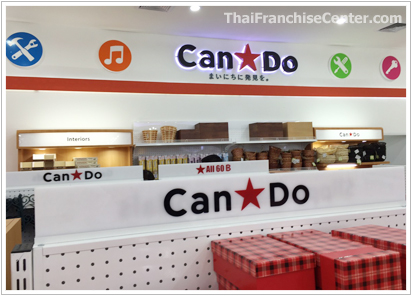 ThaiFranchiseCenter.com
Can★Do
まいにちに発見を。
Interiors
Can★Do
Can★Do
★All 60 B
Can★Do